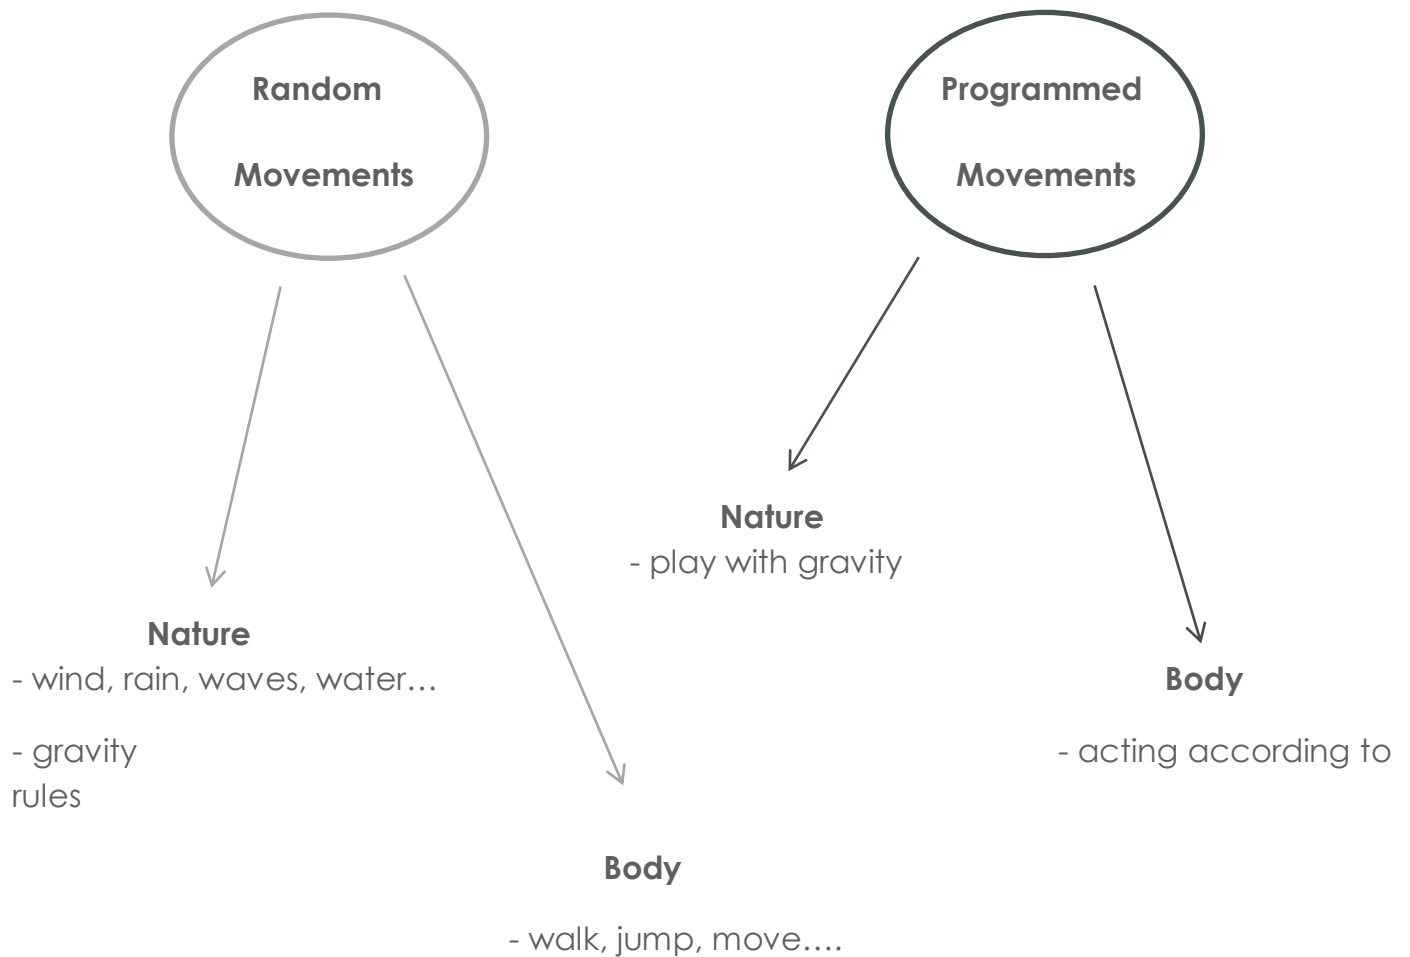 Random
Movements
Programmed
Movements
Nature
- play with gravity
Nature
- wind, rain, waves, water…
- gravity
rules
Body
- acting according to
Body
- walk, jump, move….